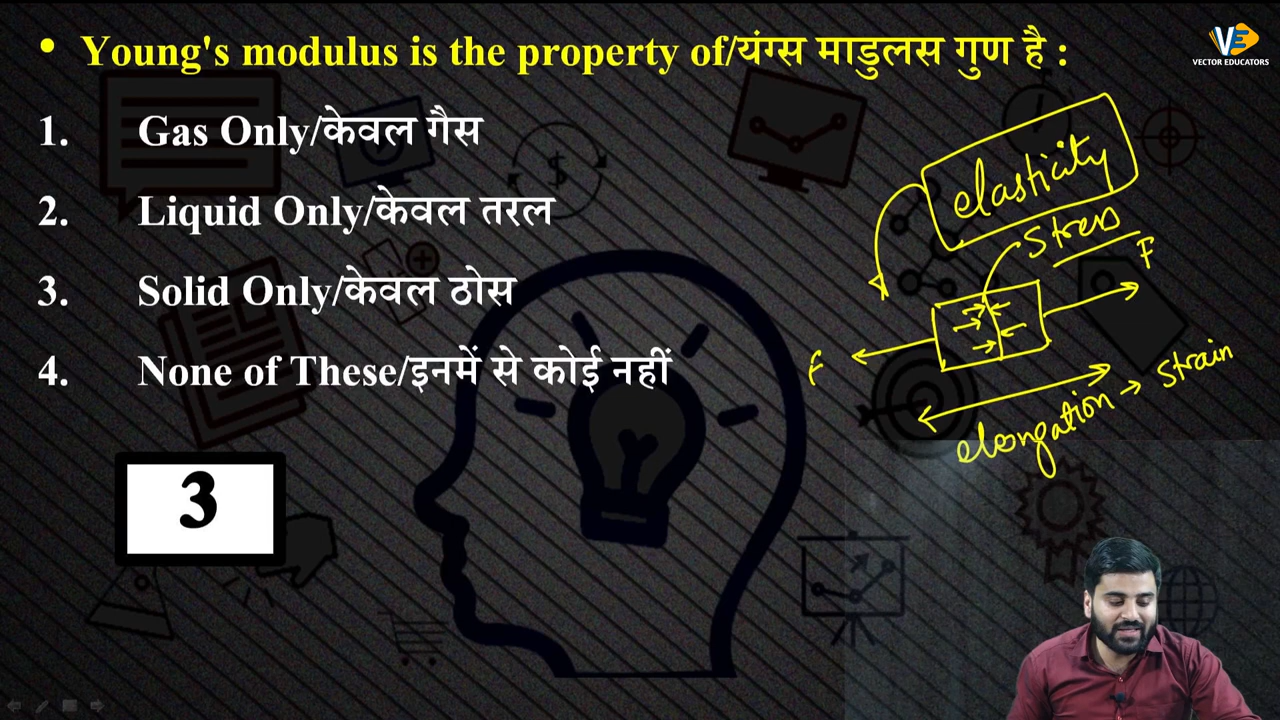 • Young's modulus is the property of/यंग्स माडुलस गुण है :
VE
VECTOR EDUCATORS
1. Gas Only/केवल गैस
2. Liquid Only/केवल तरल
3. Solid Only/केवल ठोस
4. None of These/इनमें से कोई नहीं
3
elasticity
Stress
F
F
elongation → strain